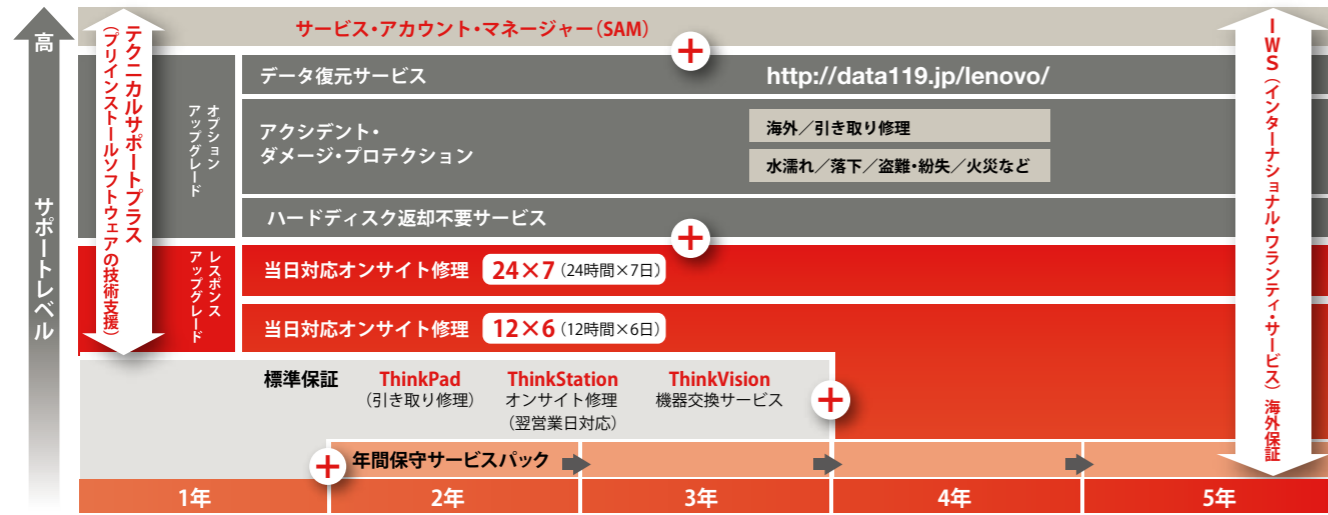 高
サポートレベル
テクニカルサポートプラス
(プリインストールソフトウェアの技術支援)
サービス・アカウント・マネージャー(SAM)
オプション
アップグレード
データ復元サービス
http://data119.jp/lenovo/
アクシデント・
ダメージ・プロテクション
海外／引き取り修理
水濡れ／落下／盗難・紛失／火災など
ハードディスク返却不要サービス
レスポンス
アップグレード
当日対応オンサイト修理 24×7(24時間×7日)
当日対応オンサイト修理 12×6(12時間×6日)
標準保証
ThinkPad
(引き取り修理)
ThinkStation
オンサイト修理
(翌営業日対応)
ThinkVision
機器交換サービス
年間保守サービスパック
1年 2年 3年 4年 5年
IWS(インターナショナル・ワランティ・サービス)海外保証